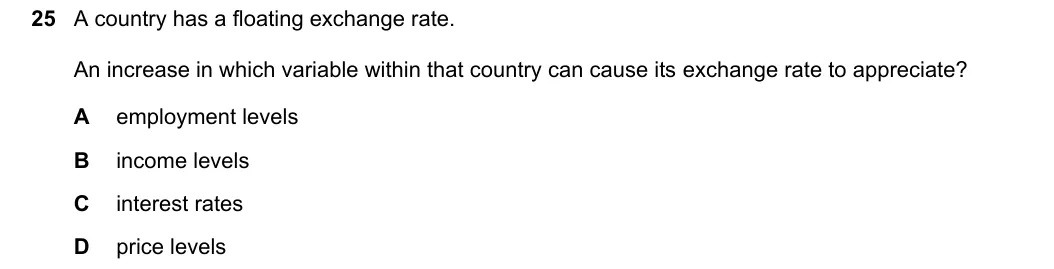 25 A country has a floating exchange rate.
An increase in which variable within that country can cause its exchange rate to appreciate?
A employment levels
B income levels
C interest rates
D price levels